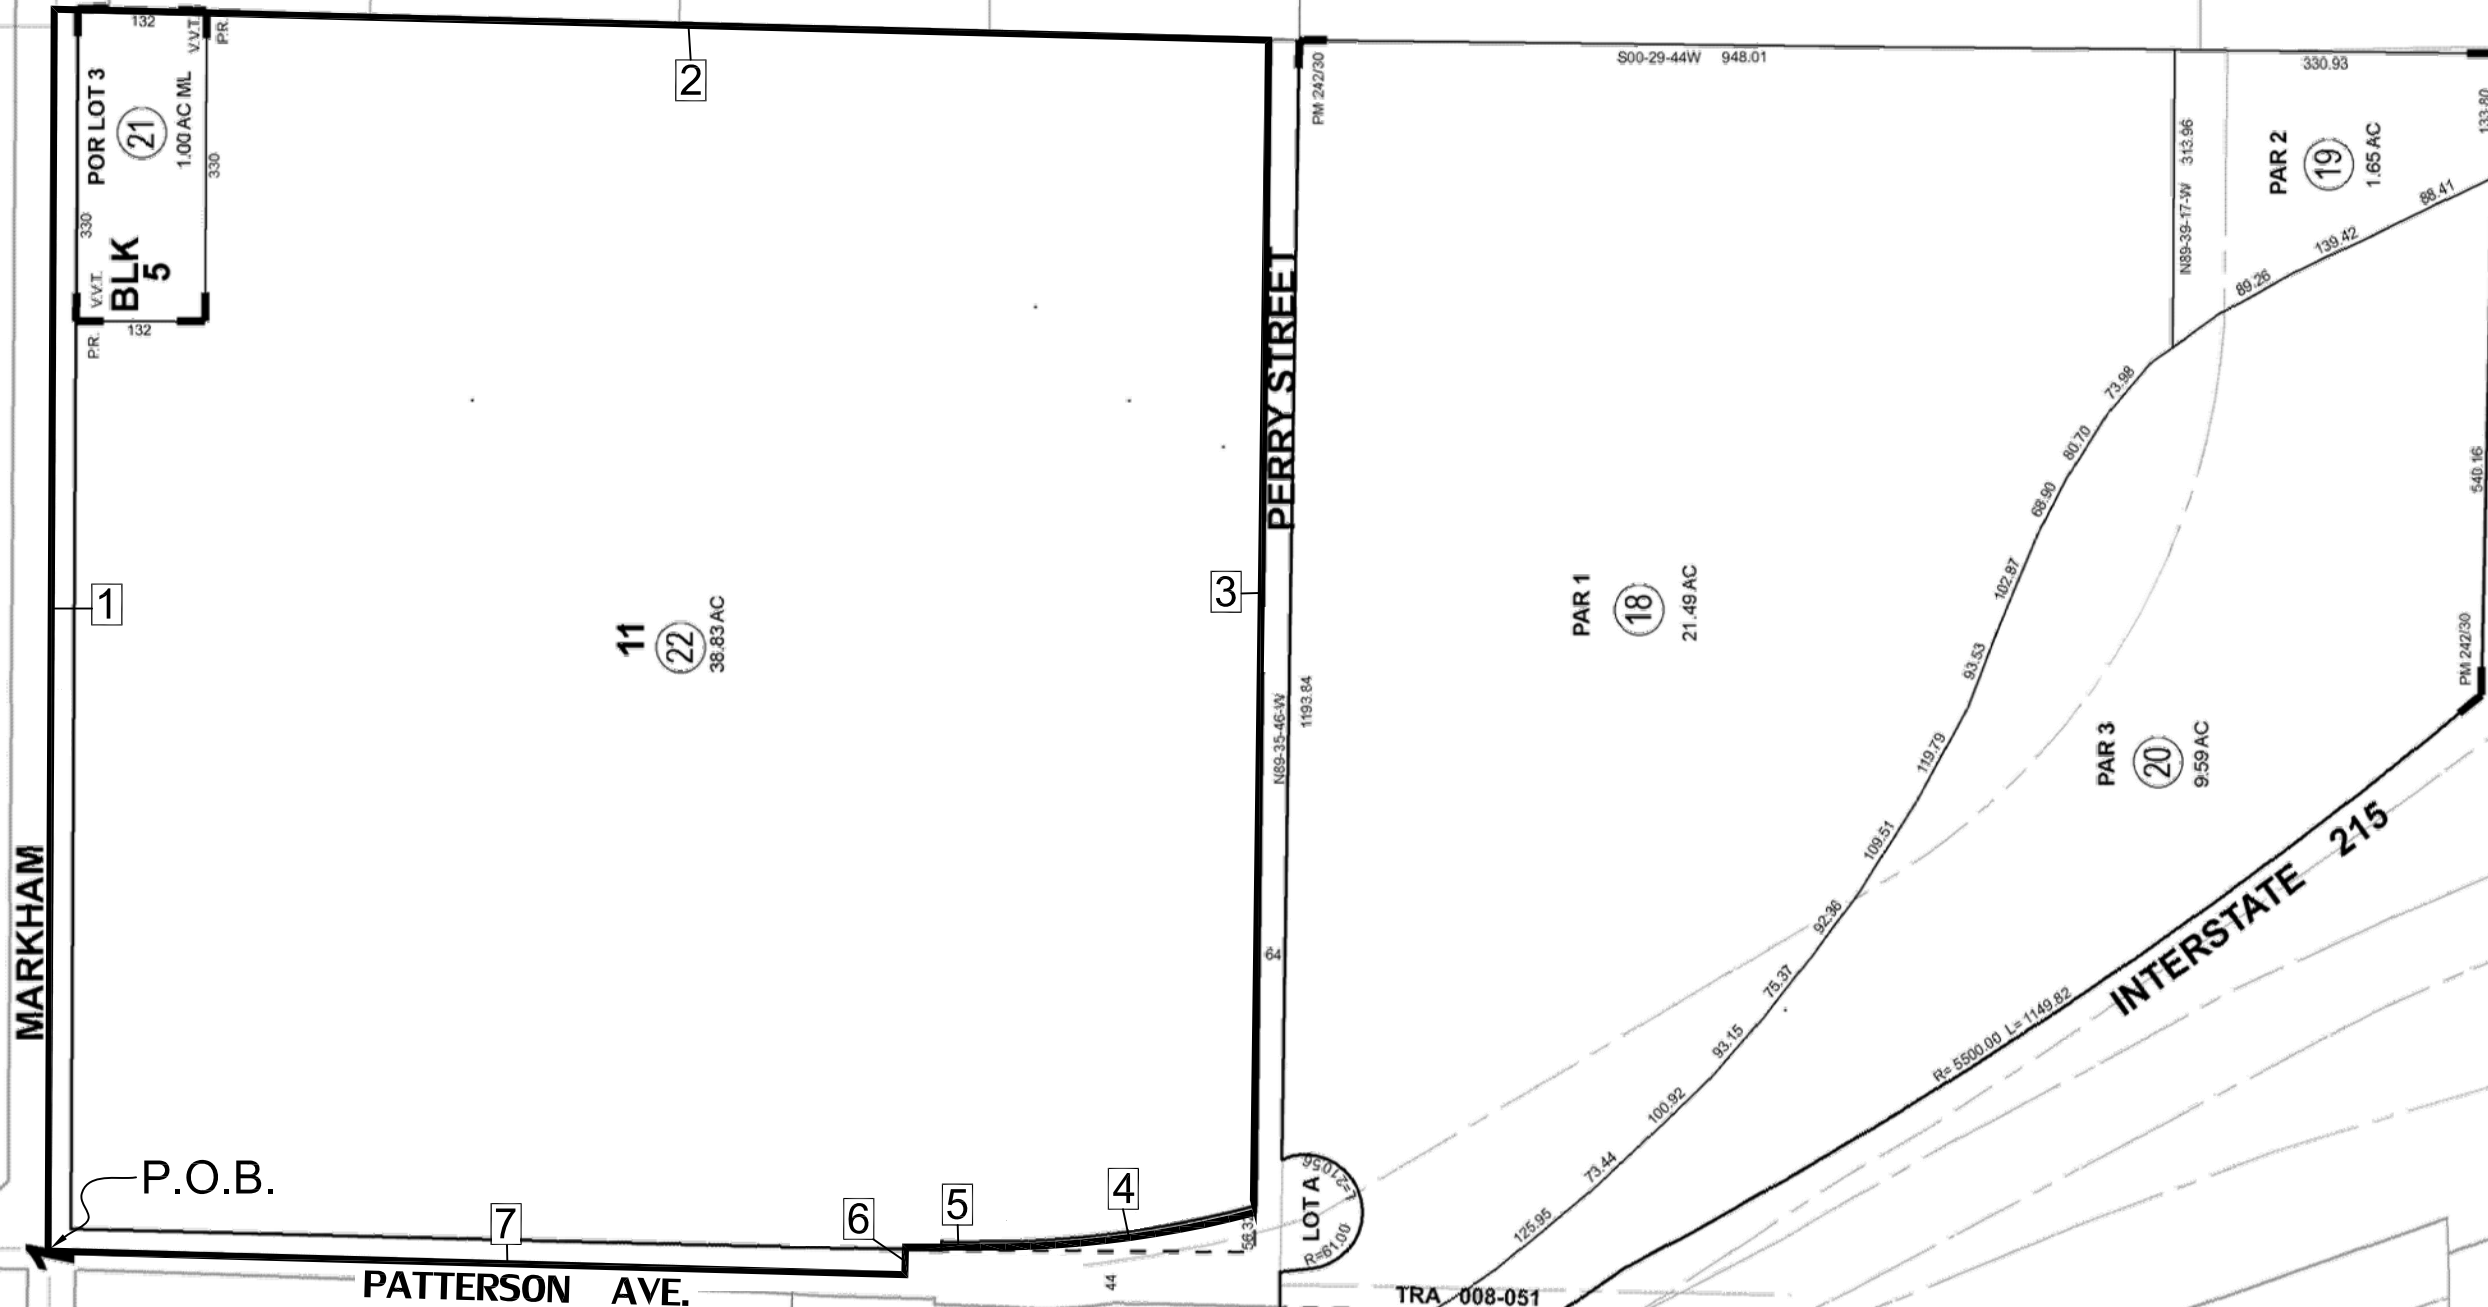 132
V.V.T.
P.R.
POR LOT 3
21
1.00 AC ML
330
330
BLK
5
V.V.T.
132
P.R.
2
1
11
22
38.83 AC
3
MARKHAM
P.O.B.
7
6
5
4
PATTERSON AVE.
44
PM 242/30
PERRY STREET
N89-35-46-W
1193.84
64
56.32
LOT A
L=210.56
R=61.00
S00-29-44W 948.01
330.93
133.80
N89-39-17-W 313.96
PAR 2
19
1.65 AC
88.41
139.42
89.26
73.98
80.70
68.90
102.87
93.53
119.79
109.51
92.36
75.37
93.15
100.92
73.44
125.95
PAR 1
18
21.49 AC
540.16
PM 242/30
PAR 3
20
9.59 AC
INTERSTATE 215
R= 5500.00 L= 1149.82
TRA 008-051